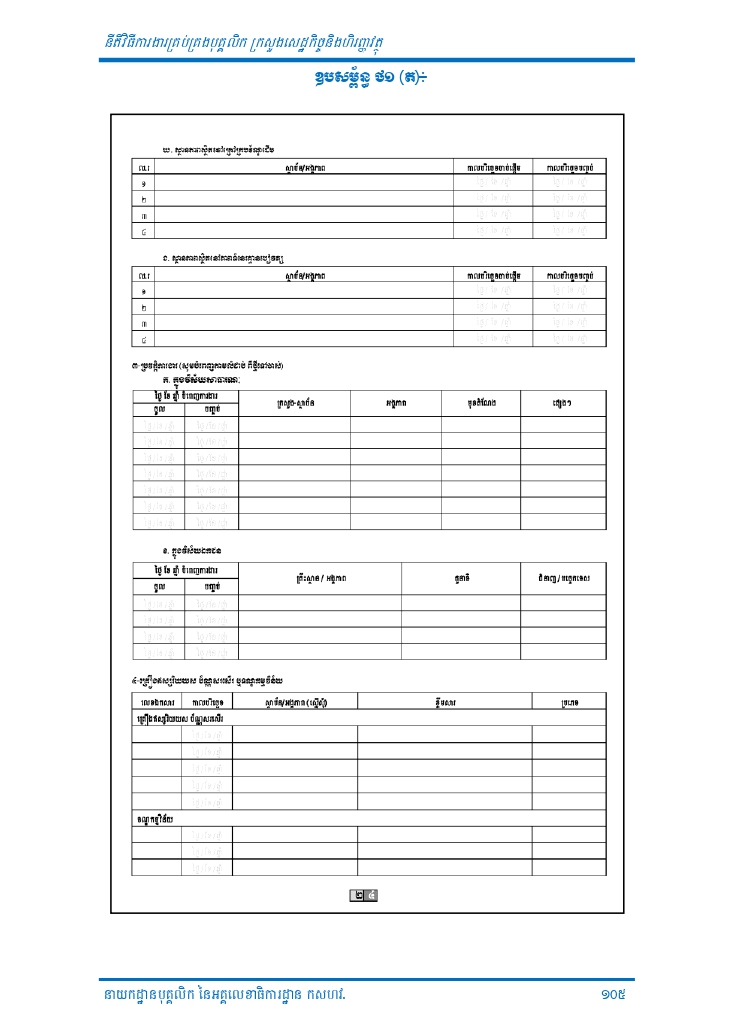 នីតិវិធីការងារគ្រប់គ្រងបុគ្គលិក ក្រសួងសេដ្ឋកិច្ចនិងហិរញ្ញវត្ថុ
ឧបសម្ព័ន្ធ ថ១ (ត)÷
ឃ. ស្ថានភាពស្ថិតនៅក្រៅក្របខ័ណ្ឌដើម
ល.រ ស្ថាប័ន/អង្គភាព កាលបរិច្ឆេទចាប់ផ្តើម កាលបរិច្ឆេទបញ្ចប់
១ ថ្ងៃ / ខែ /ឆ្នាំ ថ្ងៃ / ខែ /ឆ្នាំ
២ ថ្ងៃ / ខែ /ឆ្នាំ ថ្ងៃ / ខែ /ឆ្នាំ
៣ ថ្ងៃ / ខែ /ឆ្នាំ ថ្ងៃ / ខែ /ឆ្នាំ
៤ ថ្ងៃ / ខែ /ឆ្នាំ ថ្ងៃ / ខែ /ឆ្នាំ
ង. ស្ថានភាពស្ថិតនៅភាពទំនេរគ្មានបៀវត្ស
ល.រ ស្ថាប័ន/អង្គភាព កាលបរិច្ឆេទចាប់ផ្តើម កាលបរិច្ឆេទបញ្ចប់
១ ថ្ងៃ / ខែ /ឆ្នាំ ថ្ងៃ / ខែ /ឆ្នាំ
២ ថ្ងៃ / ខែ /ឆ្នាំ ថ្ងៃ / ខែ /ឆ្នាំ
៣ ថ្ងៃ / ខែ /ឆ្នាំ ថ្ងៃ / ខែ /ឆ្នាំ
៤ ថ្ងៃ / ខែ /ឆ្នាំ ថ្ងៃ / ខែ /ឆ្នាំ
៣-ប្រវត្តិការងារ (សូមបំពេញតាមលំដាប់ ពីថ្មីទៅចាស់)
ក. ក្នុងវិស័យសាធារណៈ
ថ្ងៃ ខែ ឆ្នាំ បំពេញការងារ ក្រសួង-ស្ថាប័ន អង្គភាព មុខតំណែង ផ្សេងៗ
ចូល បញ្ចប់
ថ្ងៃ /ខែ /ឆ្នាំ ថ្ងៃ /ខែ /ឆ្នាំ
ថ្ងៃ /ខែ /ឆ្នាំ ថ្ងៃ /ខែ /ឆ្នាំ
ថ្ងៃ /ខែ /ឆ្នាំ ថ្ងៃ /ខែ /ឆ្នាំ
ថ្ងៃ /ខែ /ឆ្នាំ ថ្ងៃ /ខែ /ឆ្នាំ
ថ្ងៃ /ខែ /ឆ្នាំ ថ្ងៃ /ខែ /ឆ្នាំ
ថ្ងៃ /ខែ /ឆ្នាំ ថ្ងៃ /ខែ /ឆ្នាំ
ថ្ងៃ /ខែ /ឆ្នាំ ថ្ងៃ /ខែ /ឆ្នាំ
ខ. ក្នុងវិស័យឯកជន
ថ្ងៃ ខែ ឆ្នាំ បំពេញការងារ គ្រឹះស្ថាន / អង្គភាព តួនាទី ជំនាញ / បច្ចេកទេស
ចូល បញ្ចប់
ថ្ងៃ /ខែ /ឆ្នាំ ថ្ងៃ /ខែ /ឆ្នាំ
ថ្ងៃ /ខែ /ឆ្នាំ ថ្ងៃ /ខែ /ឆ្នាំ
ថ្ងៃ /ខែ /ឆ្នាំ ថ្ងៃ /ខែ /ឆ្នាំ
ថ្ងៃ /ខែ /ឆ្នាំ ថ្ងៃ /ខែ /ឆ្នាំ
៤-គ្រឿងឥស្សរិយយស ប័ណ្ណសរសើរ ឬទណ្ឌកម្មវិន័យ
លេខឯកសារ កាលបរិច្ឆេទ ស្ថាប័ន/អង្គភាព (ស្នើសុំ) ខ្លឹមសារ ប្រភេទ
គ្រឿងឥស្សរិយយស ប័ណ្ណសរសើរ
ថ្ងៃ /ខែ /ឆ្នាំ
ថ្ងៃ /ខែ /ឆ្នាំ
ថ្ងៃ /ខែ /ឆ្នាំ
ថ្ងៃ /ខែ /ឆ្នាំ
ថ្ងៃ /ខែ /ឆ្នាំ
ទណ្ឌកម្មវិន័យ
ថ្ងៃ /ខែ /ឆ្នាំ
ថ្ងៃ /ខែ /ឆ្នាំ
ថ្ងៃ /ខែ /ឆ្នាំ
២ ៤
នាយកដ្ឋានបុគ្គលិក នៃអគ្គលេខាធិការដ្ឋាន កសហវ. ១០៥